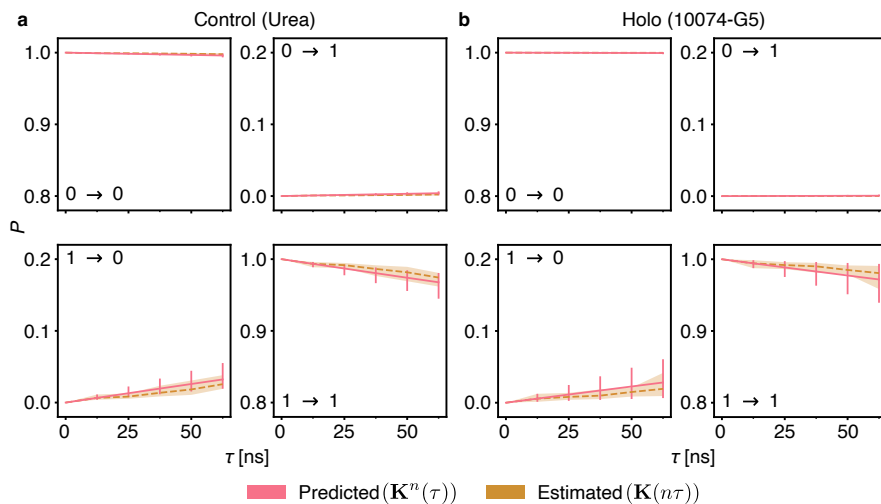 a Control (Urea)
b Holo (10074-G5)
1.0
0.9
0.8
0 → 0
0.2
0.1
0.0
0 → 1
1.0
0.9
0.8
0 → 0
0.2
0.1
0.0
0 → 1
P
0.2
0.1
0.0
1 → 0
1.0
0.9
0.8
1 → 1
0.2
0.1
0.0
1 → 0
1.0
0.9
0.8
1 → 1
0 25 50
0 25 50
0 25 50
0 25 50
τ [ns]
τ [ns]
τ [ns]
τ [ns]
Predicted (𝐊ⁿ(τ))
Estimated (𝐊(nτ))